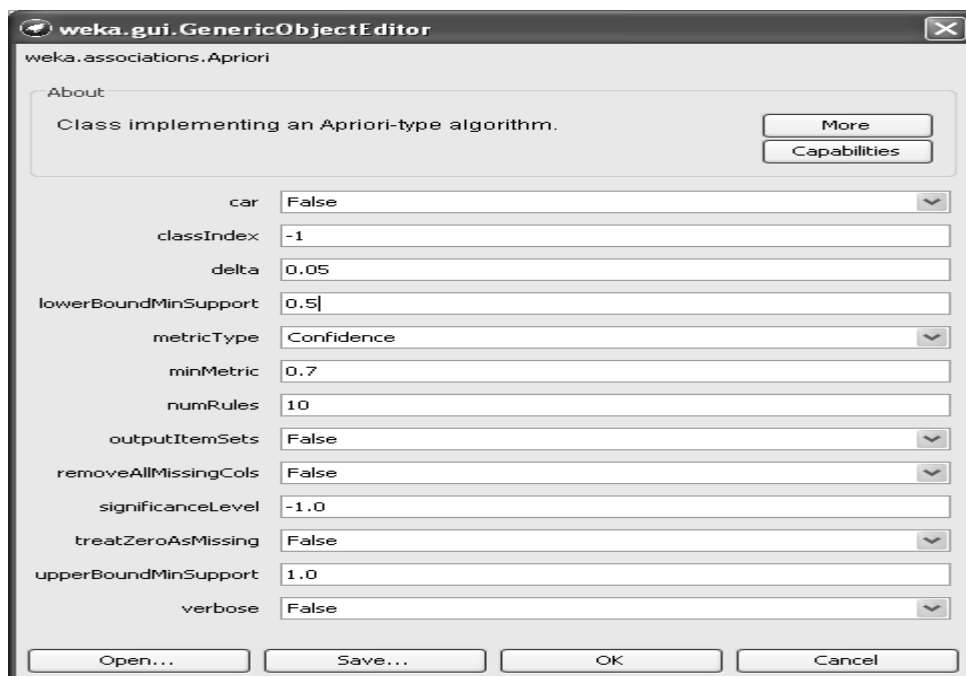 weka.gui.GenericObjectEditor
weka.associations.Apriori
About
Class implementing an Apriori-type algorithm.
More
Capabilities
car False
classIndex -1
delta 0.05
lowerBoundMinSupport 0.5
metricType Confidence
minMetric 0.7
numRules 10
outputItemSets False
removeAllMissingCols False
significanceLevel -1.0
treatZeroAsMissing False
upperBoundMinSupport 1.0
verbose False
Open... Save... OK Cancel